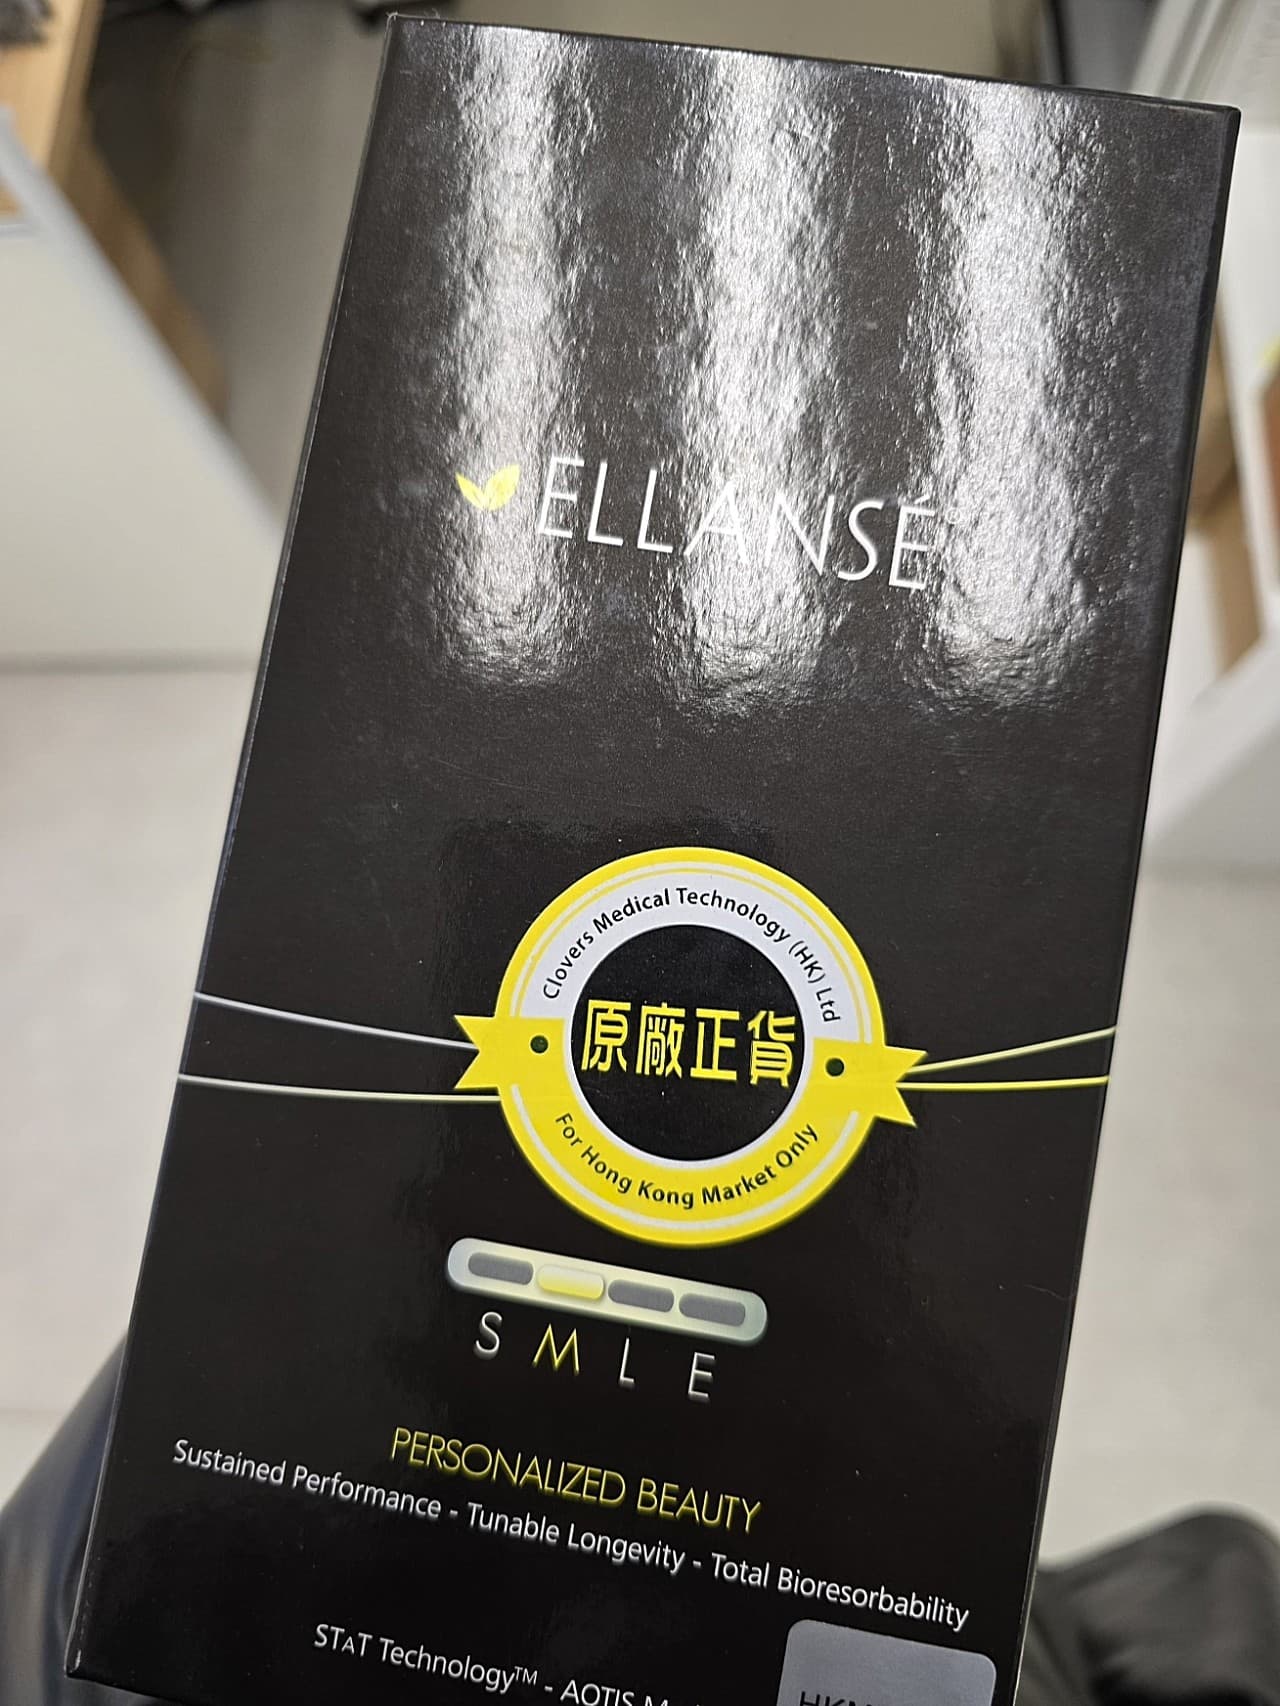 ELLANSÉ
Clovers Medical Technology (HK) Ltd
原廠正貨
For Hong Kong Market Only
S M L E
PERSONALIZED BEAUTY
Sustained Performance - Tunable Longevity - Total Bioresorbability
STAT Technology™ - AOTIS